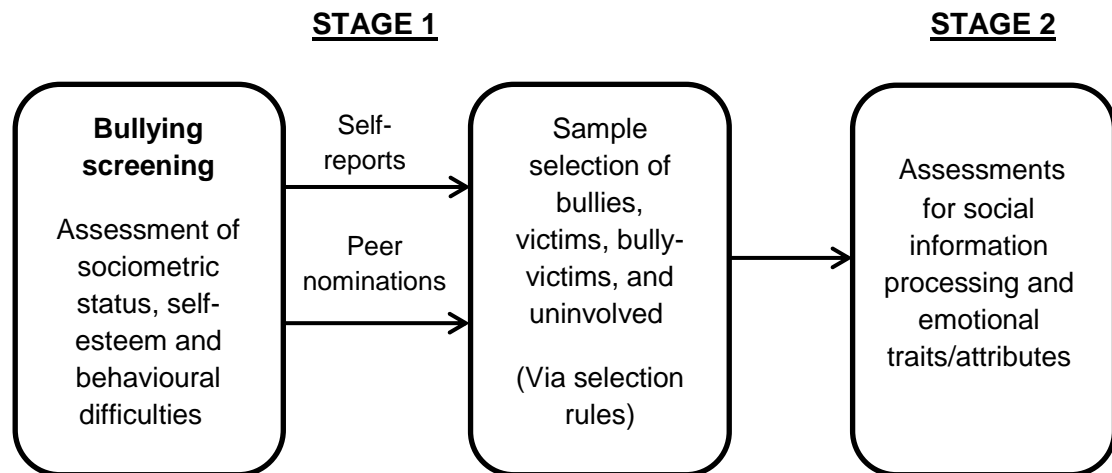 STAGE 1
STAGE 2
Bullying
screening
Assessment of
sociometric
status, self-
esteem and
behavioural
difficulties
Self-
reports
Peer
nominations
Sample
selection of
bullies,
victims, bully-
victims, and
uninvolved
(Via selection
rules)
Assessments
for social
information
processing and
emotional
traits/attributes